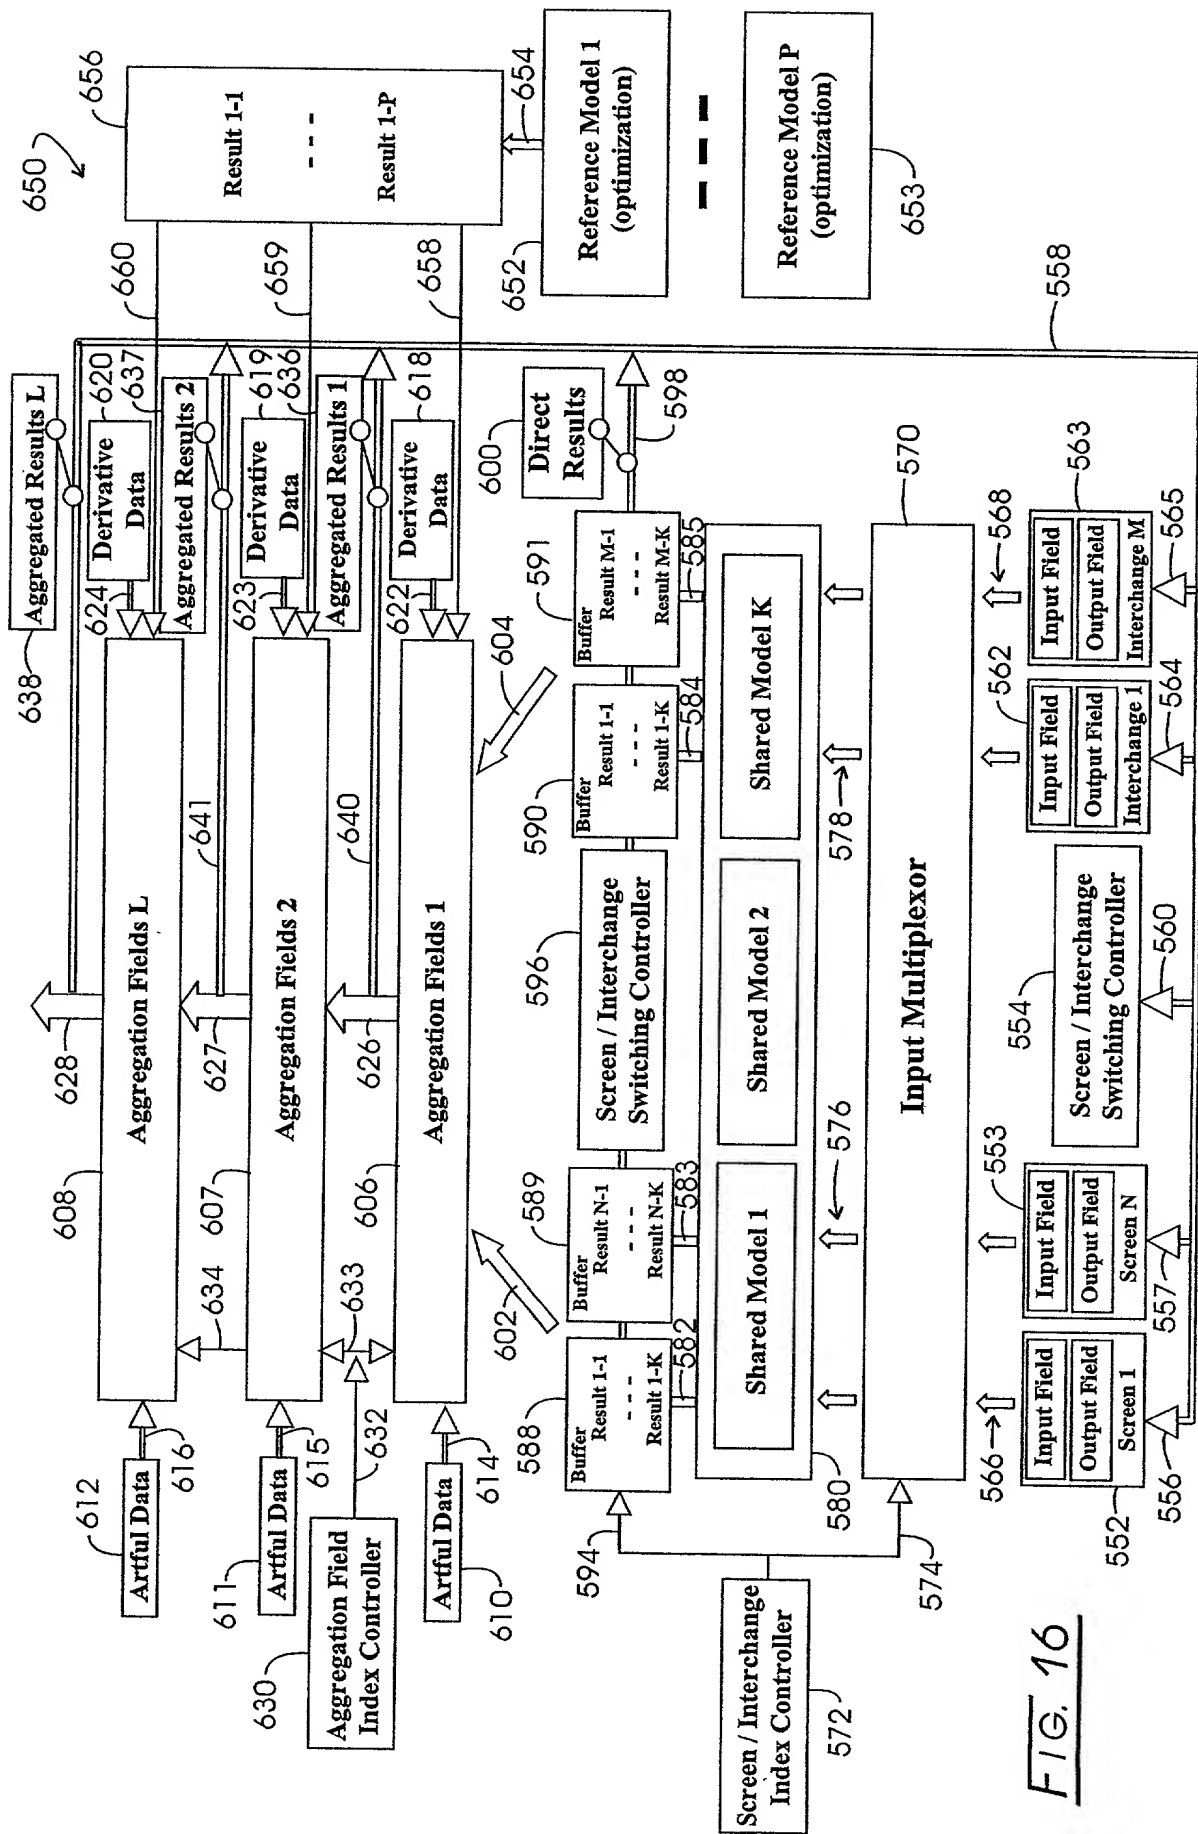 650
656
Result 1-1
Result 1-P
654
Reference Model 1
(optimization)
652
Reference Model P
(optimization)
653
660
659
658
558
638
Aggregated Results L
620
Derivative
Data
624
637
Aggregated Results 2
619
Derivative
Data
623
636
Aggregated Results 1
618
Derivative
Data
622
600
Direct
Results
598
628
641
627
640
626
608
Aggregation Fields L
607
Aggregation Fields 2
606
Aggregation Fields 1
634
633
632
612
Artful Data
616
611
Artful Data
615
610
Artful Data
614
630
Aggregation Field
Index Controller
602
604
588
Buffer
Result 1-1
Result 1-K
582
589
Buffer
Result N-1
Result N-K
583
596
Screen / Interchange
Switching Controller
590
Buffer
Result 1-1
Result 1-K
584
591
Buffer
Result M-1
Result M-K
585
594
Shared Model 1
Shared Model 2
Shared Model K
580
576
578
570
Input Multiplexor
574
Screen / Interchange
Index Controller
572
566
553
562
568
563
Input Field
Output Field
Screen 1
552
556
Input Field
Output Field
Screen N
557
554
Screen / Interchange
Switching Controller
560
Input Field
Output Field
Interchange 1
564
Input Field
Output Field
Interchange M
565
FIG. 16